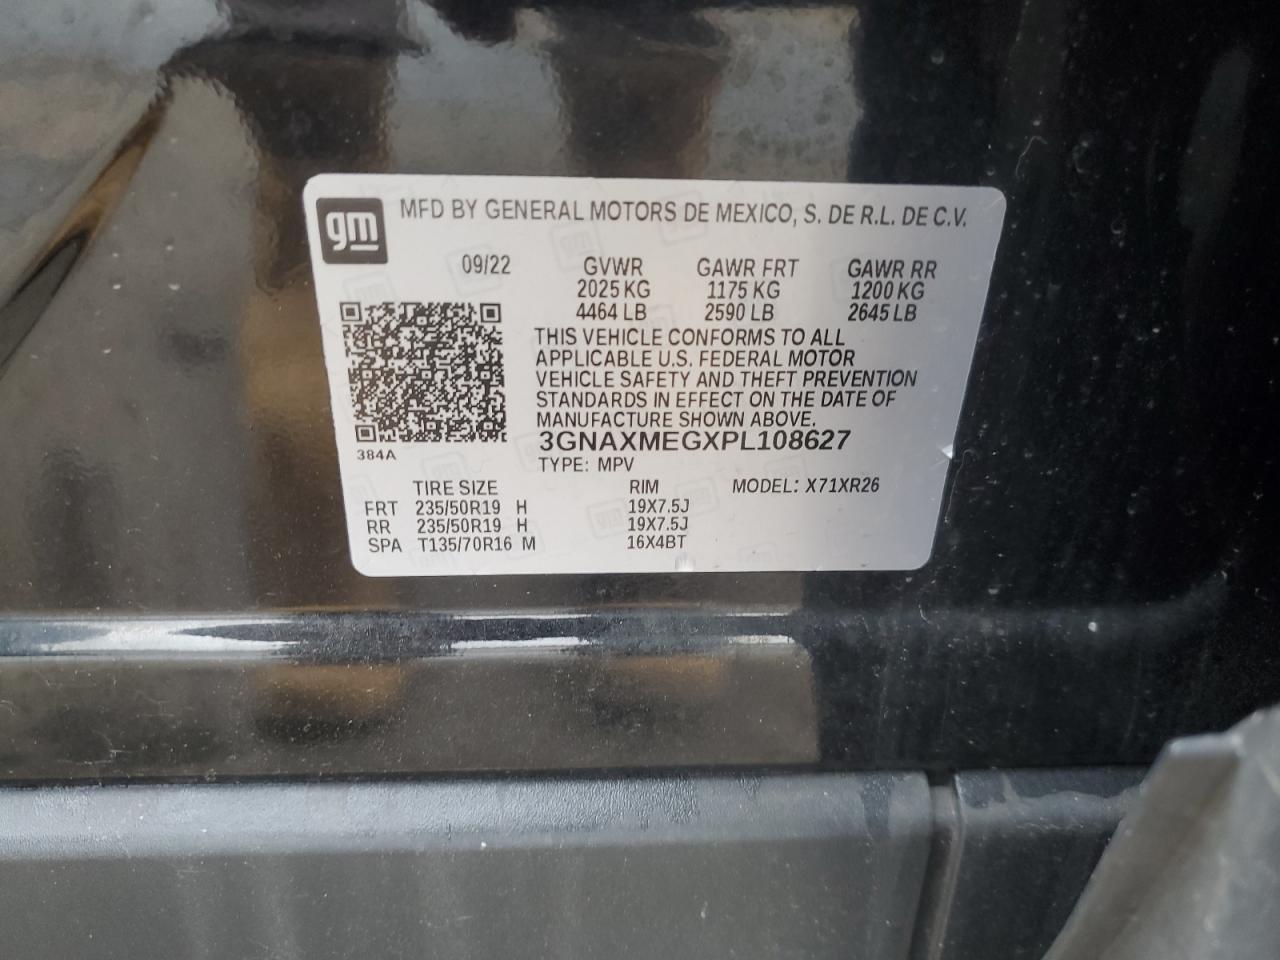 gm
MFD BY GENERAL MOTORS DE MEXICO, S. DE R.L. DE C.V.
09/22 GVWR GAWR FRT GAWR RR
2025 KG 1175 KG 1200 KG
4464 LB 2590 LB 2645 LB
THIS VEHICLE CONFORMS TO ALL
APPLICABLE U.S. FEDERAL MOTOR
VEHICLE SAFETY AND THEFT PREVENTION
STANDARDS IN EFFECT ON THE DATE OF
MANUFACTURE SHOWN ABOVE.
3GNAXMEGXPL108627
384A
TYPE: MPV
TIRE SIZE RIM MODEL: X71XR26
FRT 235/50R19 H 19X7.5J
RR 235/50R19 H 19X7.5J
SPA T135/70R16 M 16X4BT